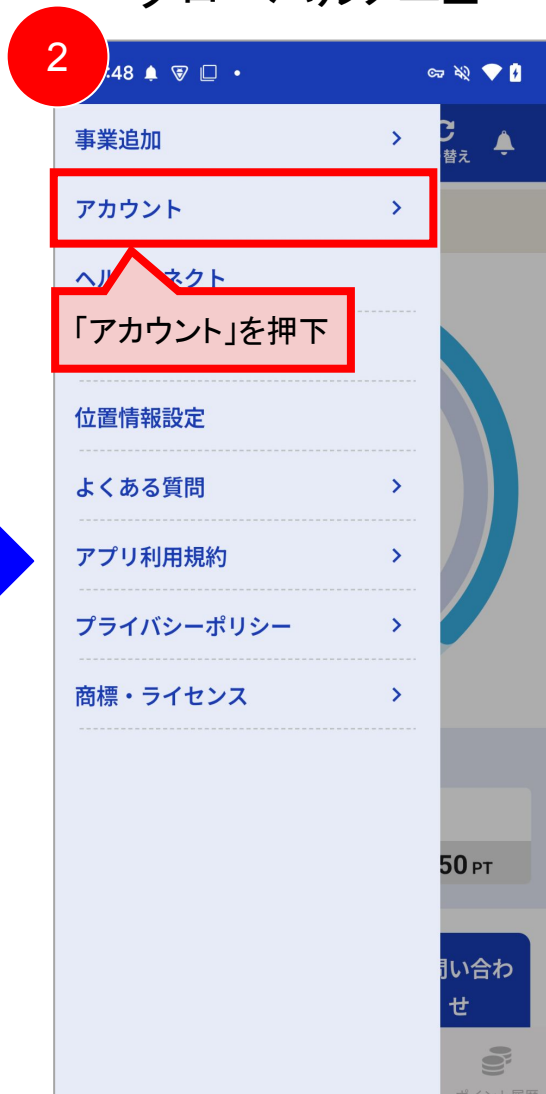 2
:48
事業追加
替え
アカウント
「アカウント」を押下
位置情報設定
よくある質問
アプリ利用規約
プライバシーポリシー
商標・ライセンス
50 PT
い合わ
せ